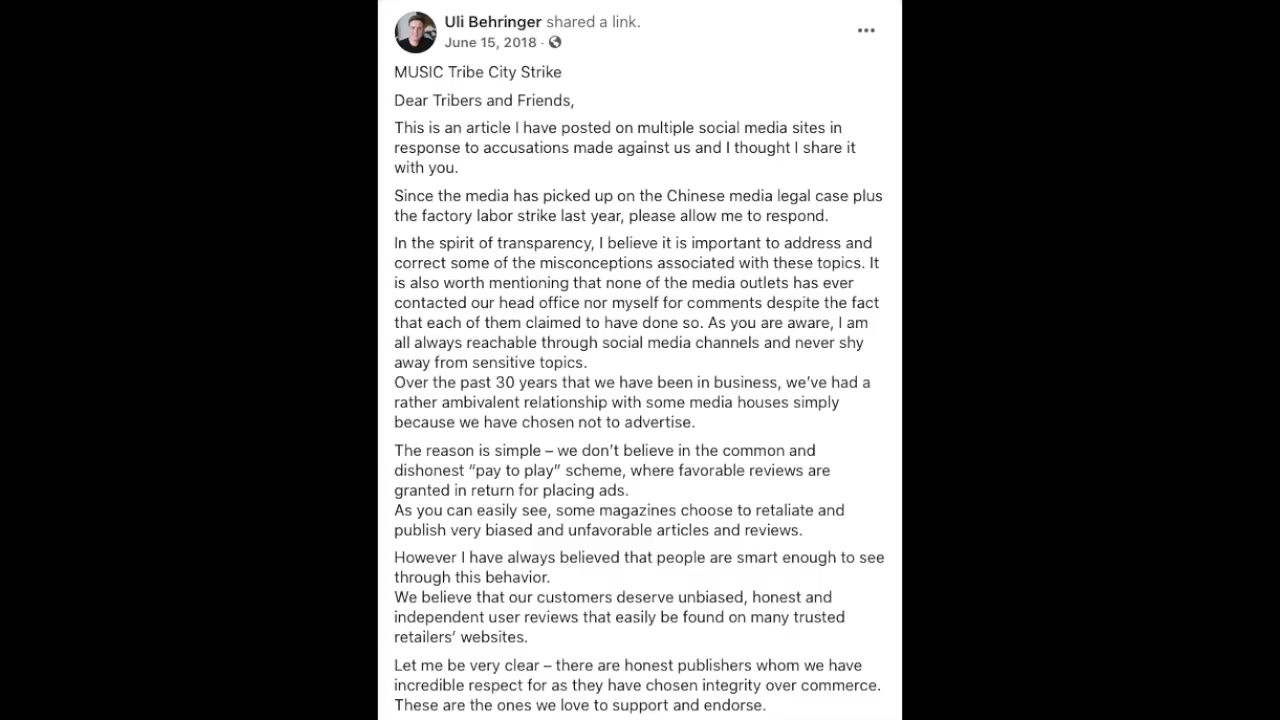 Uli Behringer shared a link.
June 15, 2018 ·
MUSIC Tribe City Strike
Dear Tribers and Friends,
This is an article I have posted on multiple social media sites in
response to accusations made against us and I thought I share it
with you.
Since the media has picked up on the Chinese media legal case plus
the factory labor strike last year, please allow me to respond.
In the spirit of transparency, I believe it is important to address and
correct some of the misconceptions associated with these topics. It
is also worth mentioning that none of the media outlets has ever
contacted our head office nor myself for comments despite the fact
that each of them claimed to have done so. As you are aware, I am
all always reachable through social media channels and never shy
away from sensitive topics.
Over the past 30 years that we have been in business, we’ve had a
rather ambivalent relationship with some media houses simply
because we have chosen not to advertise.
The reason is simple – we don’t believe in the common and
dishonest “pay to play” scheme, where favorable reviews are
granted in return for placing ads.
As you can easily see, some magazines choose to retaliate and
publish very biased and unfavorable articles and reviews.
However I have always believed that people are smart enough to see
through this behavior.
We believe that our customers deserve unbiased, honest and
independent user reviews that easily be found on many trusted
retailers’ websites.
Let me be very clear – there are honest publishers whom we have
incredible respect for as they have chosen integrity over commerce.
These are the ones we love to support and endorse.